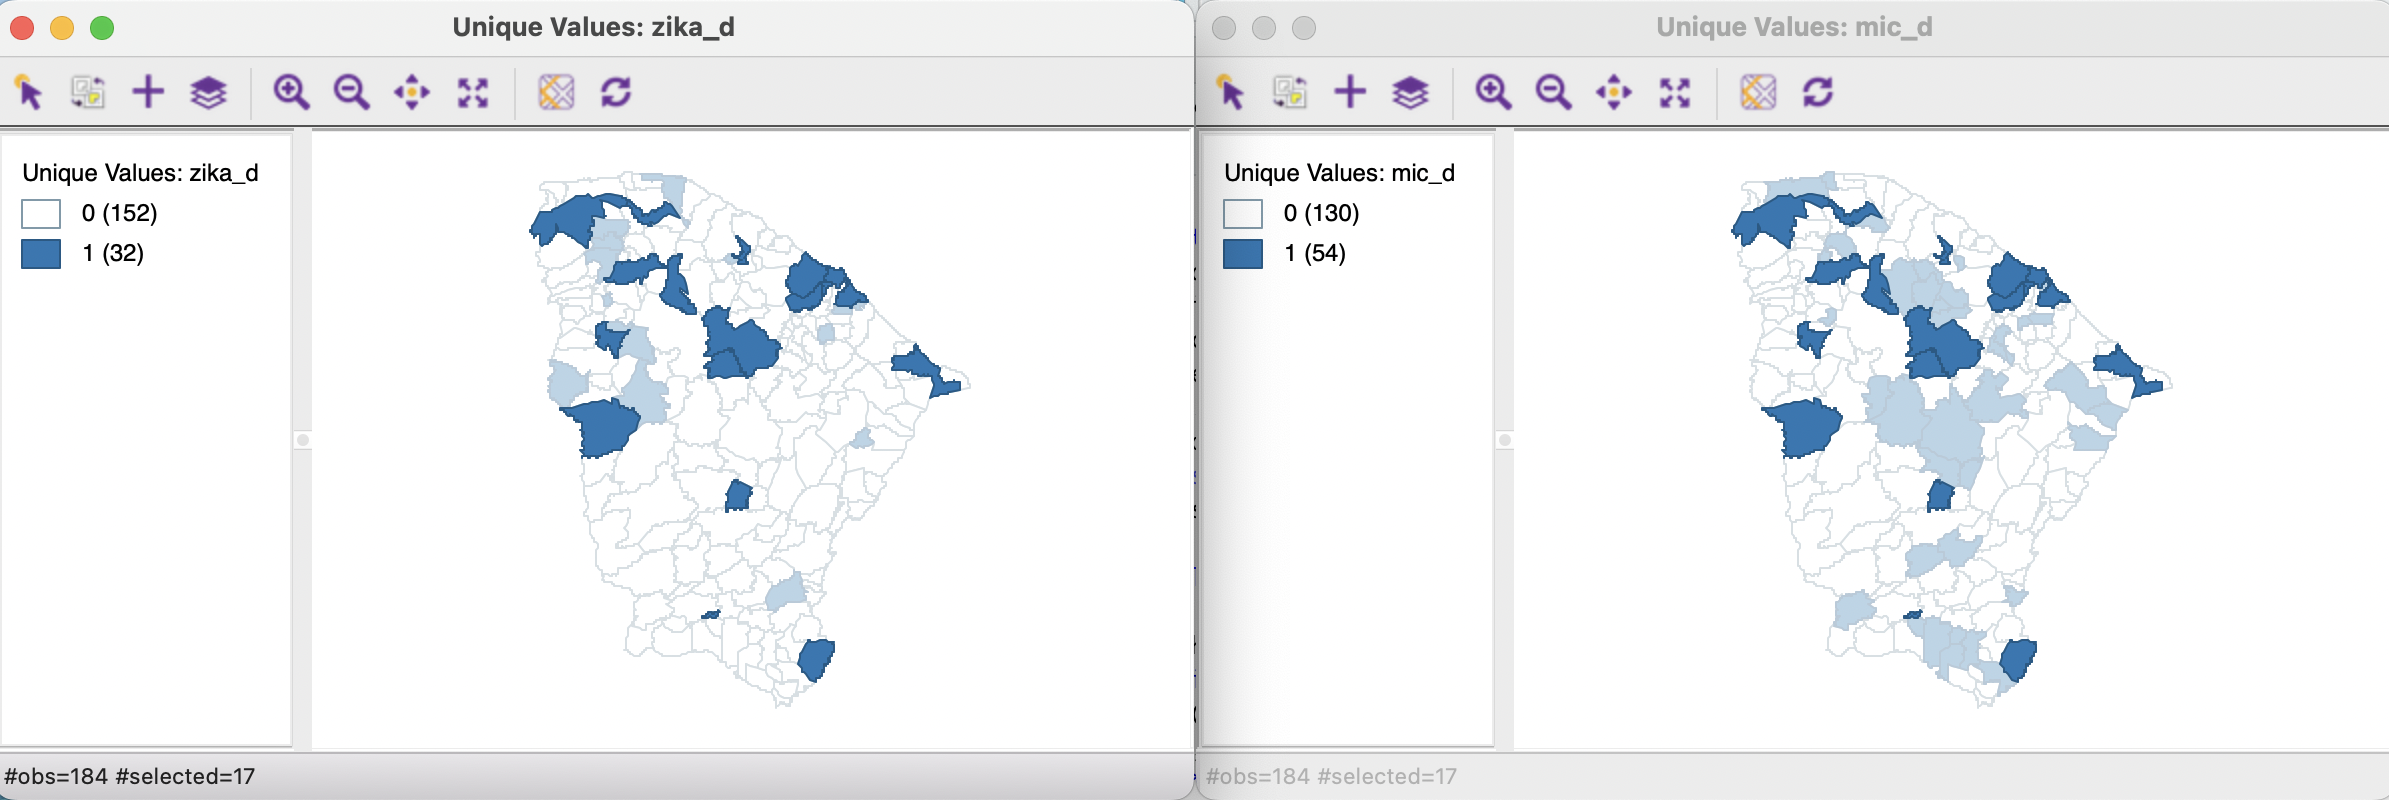 Unique Values: zika_d
Unique Values: zika_d
0 (152)
1 (32)
#obs=184 #selected=17
Unique Values: mic_d
Unique Values: mic_d
0 (130)
1 (54)
#obs=184 #selected=17